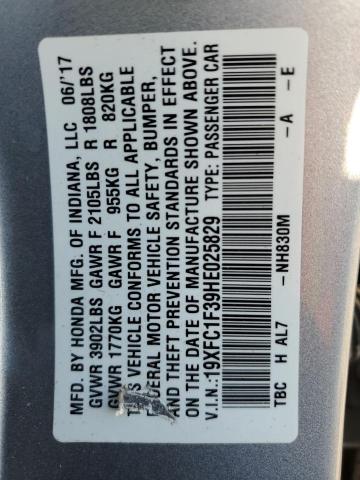 MFD. BY HONDA MFG. OF INDIANA, LLC 06/17
GVWR 3902LBS GAWR F 2105LBS R 1808LBS
GVWR 1770KG GAWR F 955KG R 820KG
THIS VEHICLE CONFORMS TO ALL APPLICABLE
FEDERAL MOTOR VEHICLE SAFETY, BUMPER,
AND THEFT PREVENTION STANDARDS IN EFFECT
ON THE DATE OF MANUFACTURE SHOWN ABOVE.
V.I.N.: 19XFC1F39HE025829 TYPE: PASSENGER CAR
TBC H AL7 -NH830M -A -E